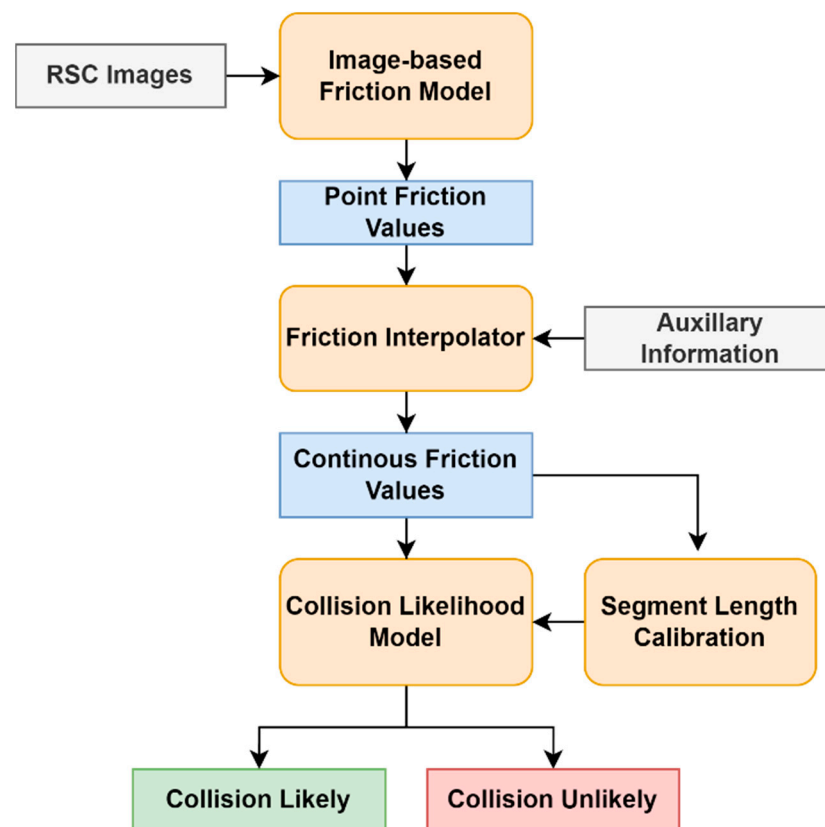 Image-based
Friction Model
RSC Images
Point Friction
Values
Friction Interpolator
Auxillary
Information
Continous Friction
Values
Collision Likelihood
Model
Segment Length
Calibration
Collision Likely
Collision Unlikely